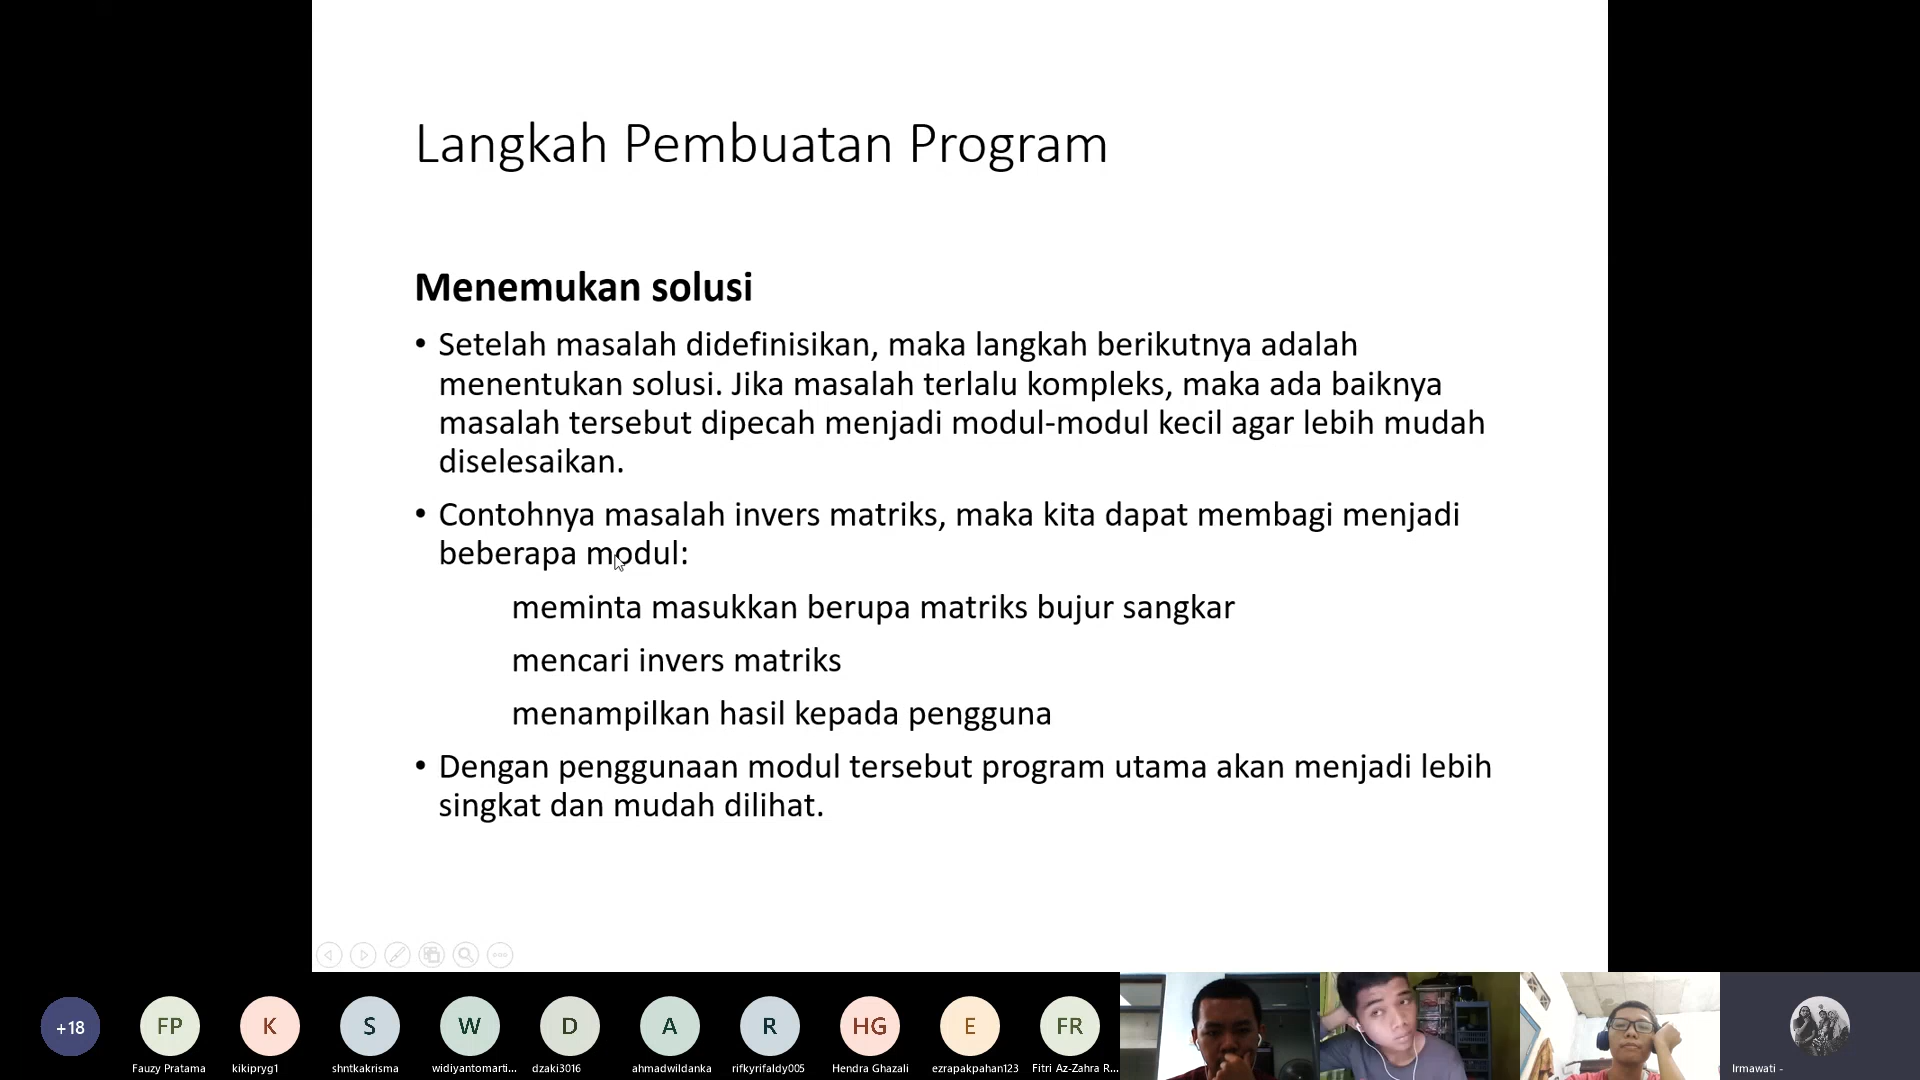 Langkah Pembuatan Program
Menemukan solusi
• Setelah masalah didefinisikan, maka langkah berikutnya adalah
menentukan solusi. Jika masalah terlalu kompleks, maka ada baiknya
masalah tersebut dipecah menjadi modul-modul kecil agar lebih mudah
diselesaikan.
• Contohnya masalah invers matriks, maka kita dapat membagi menjadi
beberapa modul:
meminta masukkan berupa matriks bujur sangkar
mencari invers matriks
menampilkan hasil kepada pengguna
• Dengan penggunaan modul tersebut program utama akan menjadi lebih
singkat dan mudah dilihat.
+18 FP K S W D A R HG E FR
Fauzy Pratama kikipryg1 shntkakrisma widiyantomarti... dzaki3016 ahmadwildanka rifkyrifaldy005 Hendra Ghazali ezrapakpahan123 Fitri Az-Zahra R... Irmawati -